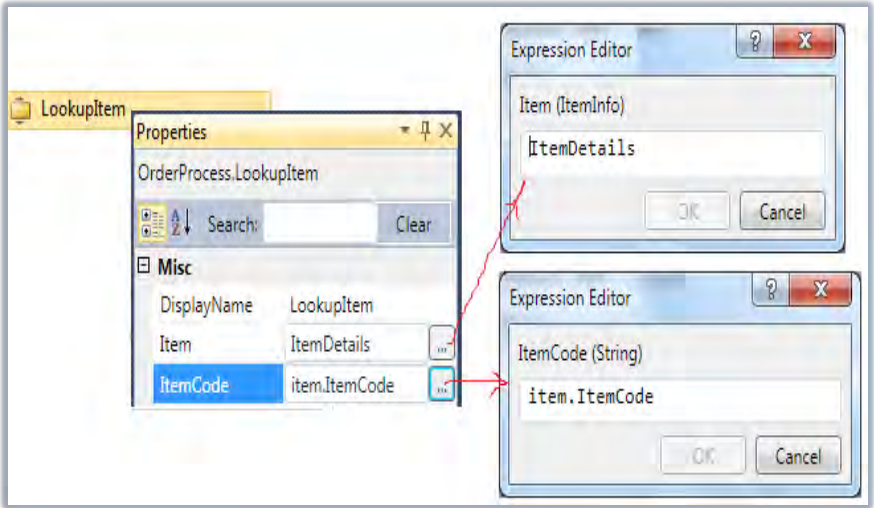 LookupItem
Properties
OrderProcess.LookupItem
A
Z
Search:
Clear
Misc
DisplayName LookupItem
Item ItemDetails ...
ItemCode item.ItemCode ...
Expression Editor
?
X
Item (ItemInfo)
ItemDetails
OK Cancel
Expression Editor
?
X
ItemCode (String)
item.ItemCode
OK Cancel